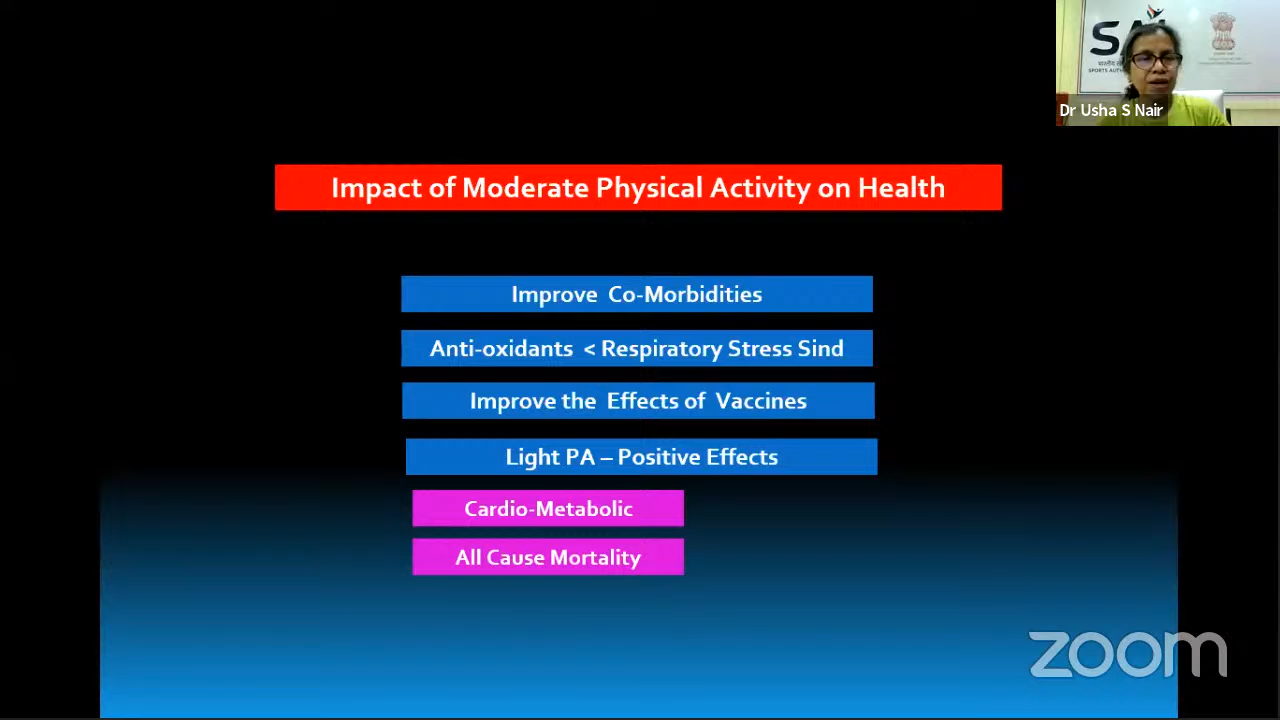 Dr Usha S Nair
Impact of Moderate Physical Activity on Health
Improve Co-Morbidities
Anti-oxidants < Respiratory Stress Sind
Improve the Effects of Vaccines
Light PA – Positive Effects
Cardio-Metabolic
All Cause Mortality
zoom